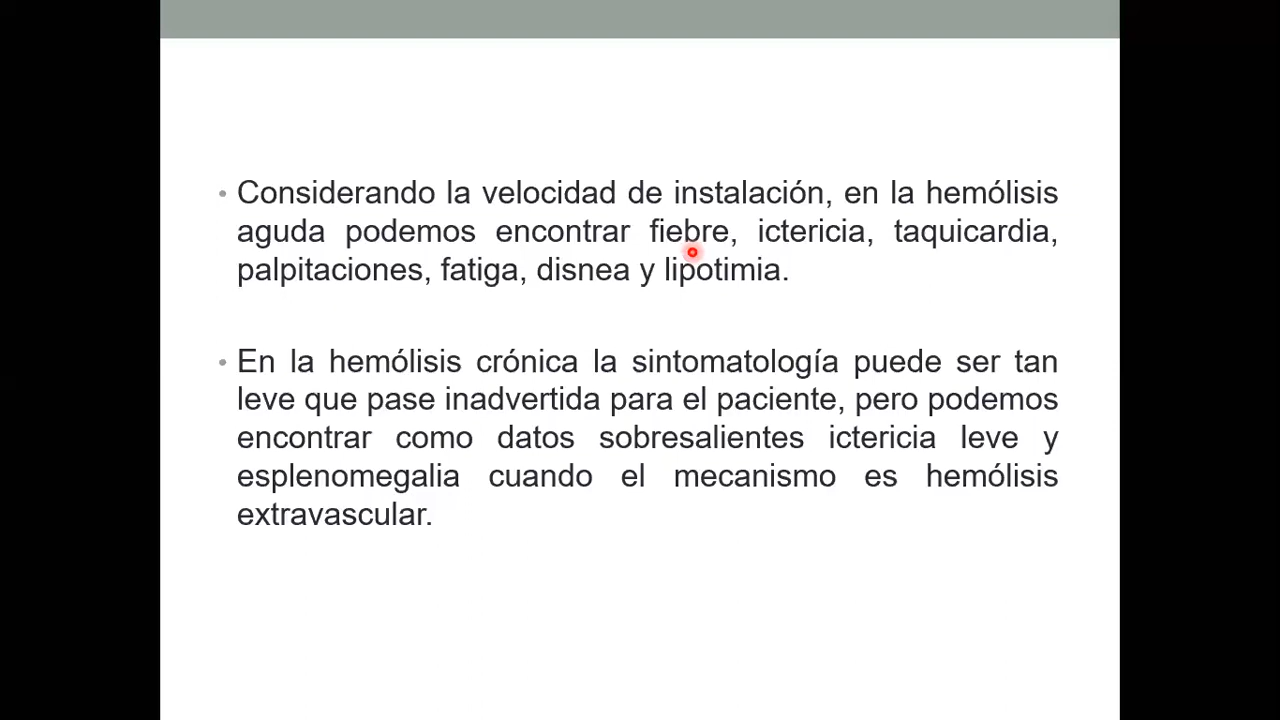 • Considerando la velocidad de instalación, en la hemólisis
aguda podemos encontrar fiebre, ictericia, taquicardia,
palpitaciones, fatiga, disnea y lipotimia.
• En la hemólisis crónica la sintomatología puede ser tan
leve que pase inadvertida para el paciente, pero podemos
encontrar como datos sobresalientes ictericia leve y
esplenomegalia cuando el mecanismo es hemólisis
extravascular.